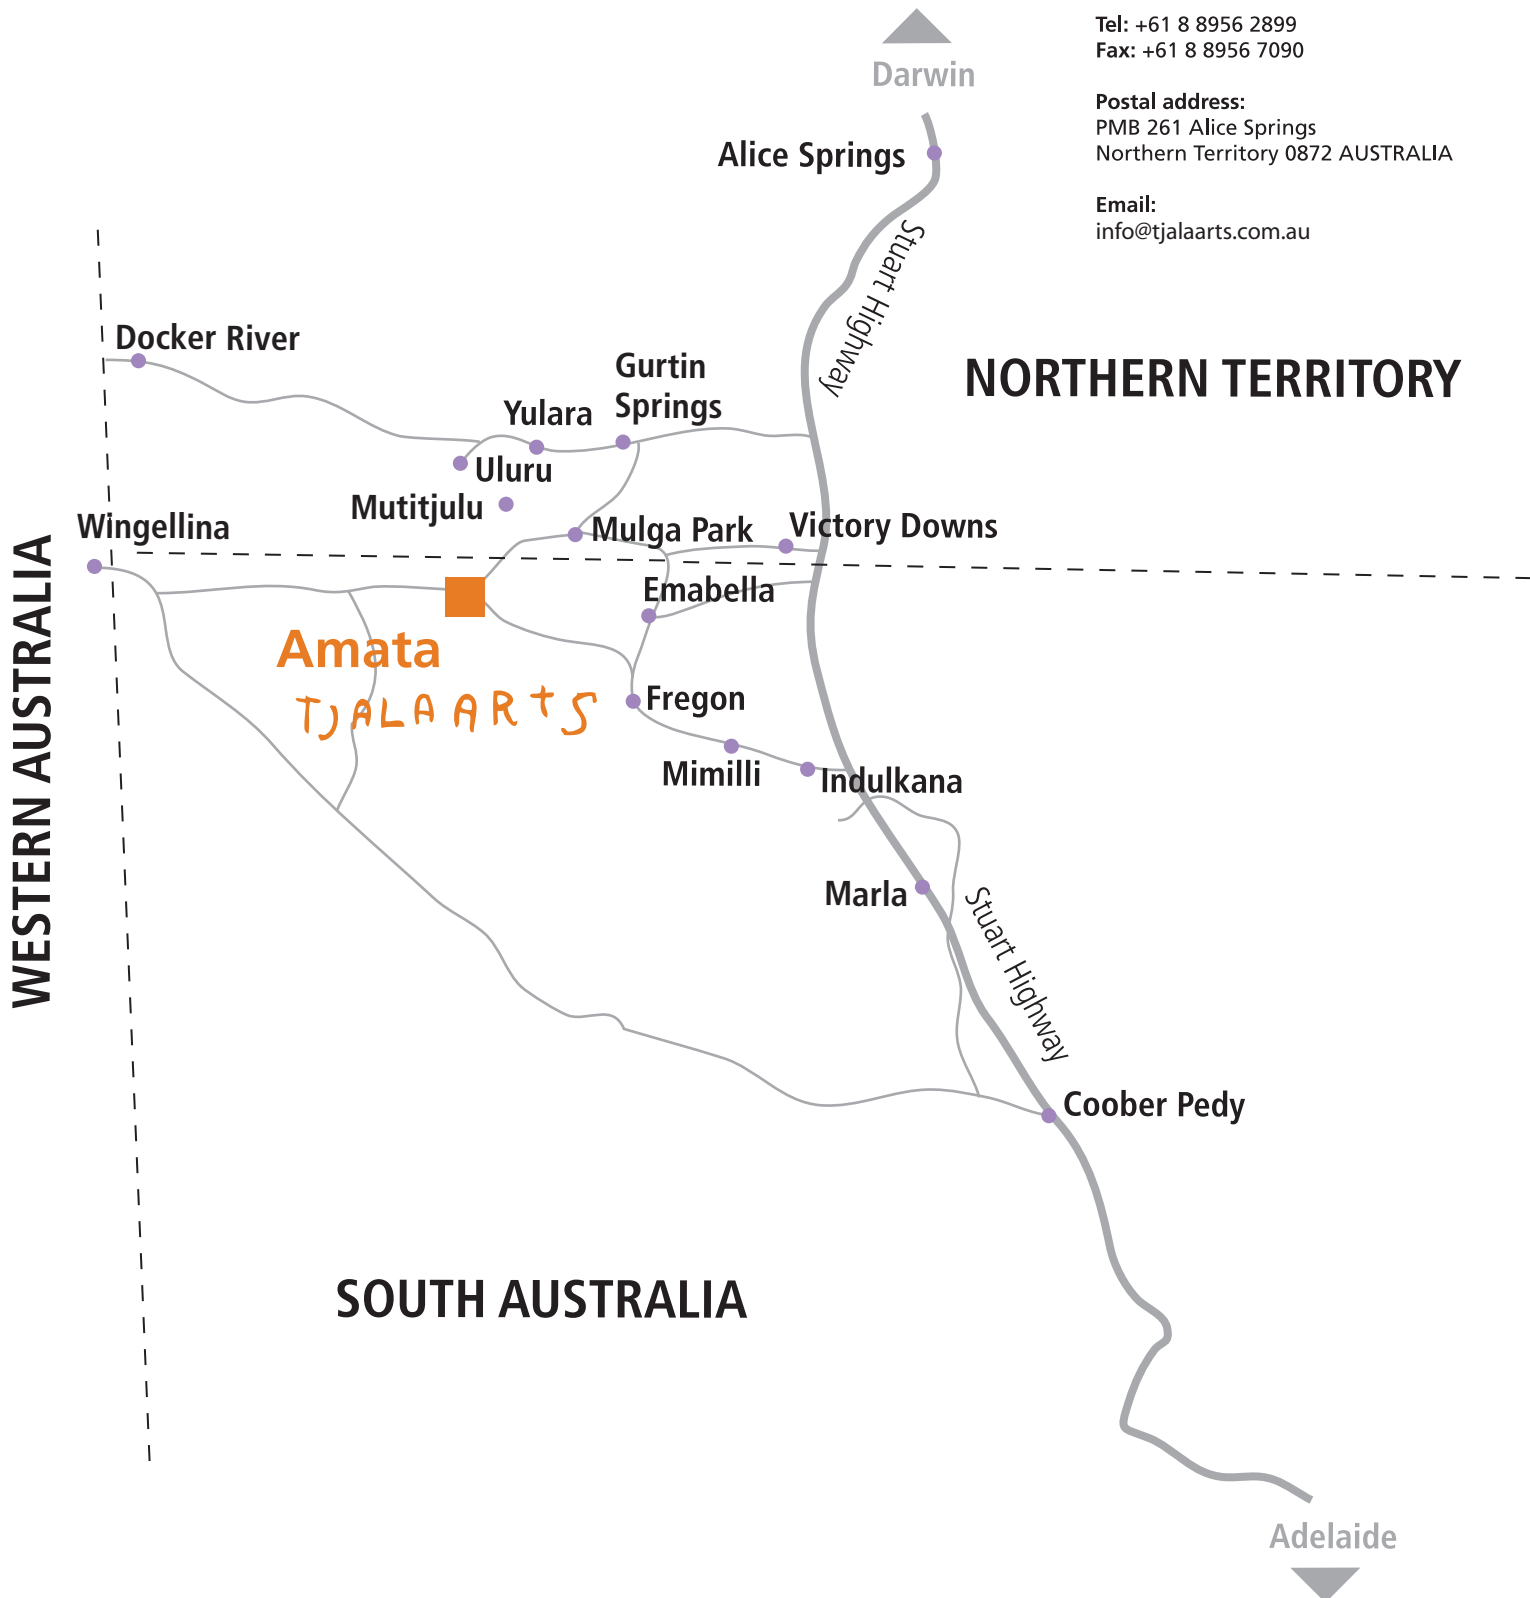 Tel: +61 8 8956 2899
Fax: +61 8 8956 7090
Darwin
Postal address:
PMB 261 Alice Springs
Northern Territory 0872 AUSTRALIA
Alice Springs
Email:
info@tjalaarts.com.au
Stuart Highway
Docker River
Gurtin
Springs
NORTHERN TERRITORY
Yulara
Uluru
Mutitjulu
Wingellina
Mulga Park
Victory Downs
WESTERN AUSTRALIA
Emabella
Amata
TJALA ARTS
Fregon
Mimilli
Indulkana
Marla
Stuart Highway
Coober Pedy
SOUTH AUSTRALIA
Adelaide